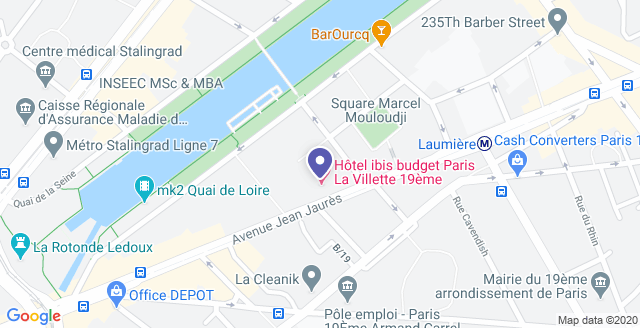 BarOurcq
235Th Barber Street
Centre médical Stalingrad
INSEEC MSc & MBA
Caisse Régionale
d'Assurance Maladie d...
Square Marcel
Mouloudji
Métro Stalingrad Ligne 7
Laumière
M
Cash Converters Paris 1
Hôtel ibis budget Paris
La Villette 19ème
Quai de la Seine
mk2 Quai de Loire
Avenue Jean Jaurès
Rue Cavendish
Rue du Rhin
La Rotonde Ledoux
B/19
La Cleanik
Mairie du 19ème
arrondissement de Paris
Office DEPOT
Pôle emploi - Paris
19ÈME Armand Carrel
Google
Map data ©2020